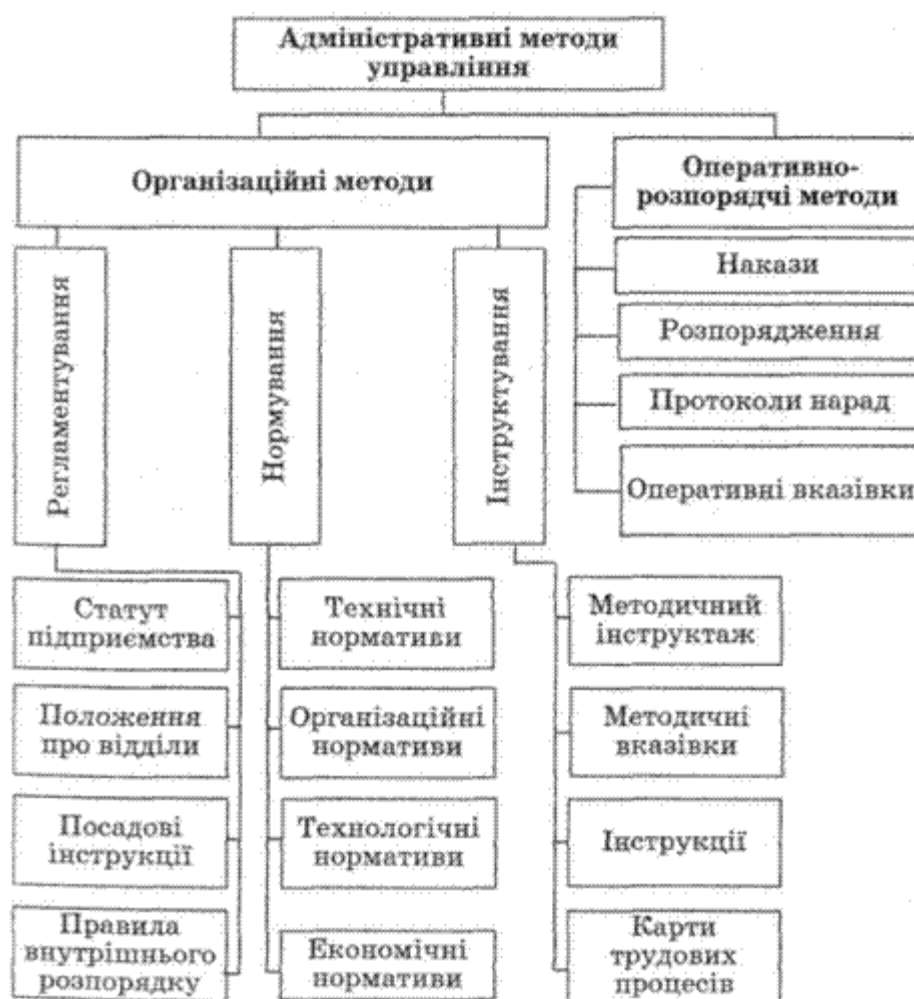 Адміністративні методи
управління
Організаційні методи
Оперативно-
розпорядчі методи
Регламентування
Нормування
Інструктування
Накази
Розпорядження
Протоколи нарад
Оперативні вказівки
Статут
підприємства
Положення
про відділи
Посадові
інструкції
Правила
внутрішнього
розпорядку
Технічні
нормативи
Організаційні
нормативи
Технологічні
нормативи
Економічні
нормативи
Методичний
інструктаж
Методичні
вказівки
Інструкції
Карти
трудових
процесів